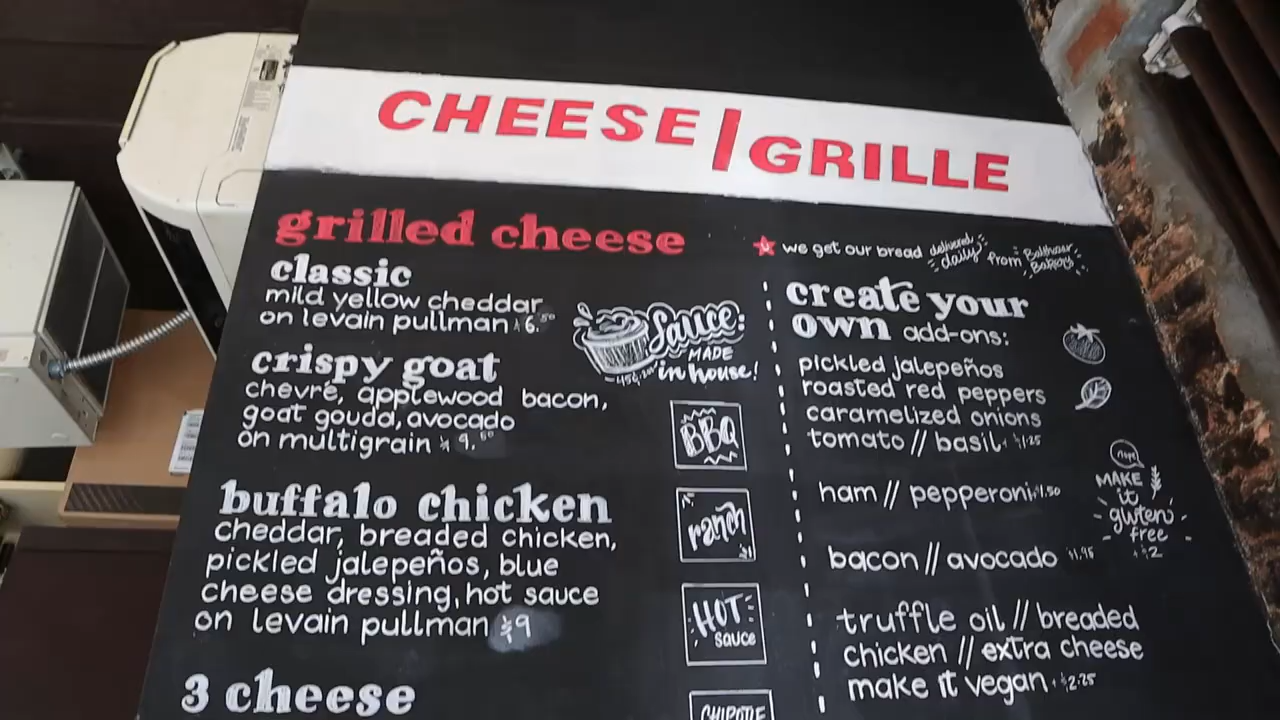 CHEESE | GRILLE
grilled cheese
classic
mild yellow cheddar
on levain pullman $6.50
crispy goat
chevre, applewood bacon,
goat gouda, avocado
on multigrain $9.50
buffalo chicken
cheddar, breaded chicken,
pickled jalepeños, blue
cheese dressing, hot sauce
on levain pullman $9
3 cheese
Sauce:
MADE
in house!
BBQ
ranch
HOT
sauce
CHIPOTLE
we get our bread delivered daily from Balthazar Bakery
create your
own add-ons:
pickled jalepeños
roasted red peppers
caramelized onions
tomato // basil $1.25
ham // pepperoni $1.50
bacon // avocado $1.95
truffle oil // breaded
chicken // extra cheese
make it vegan $2.25
nope
MAKE
it
gluten
free
+$2